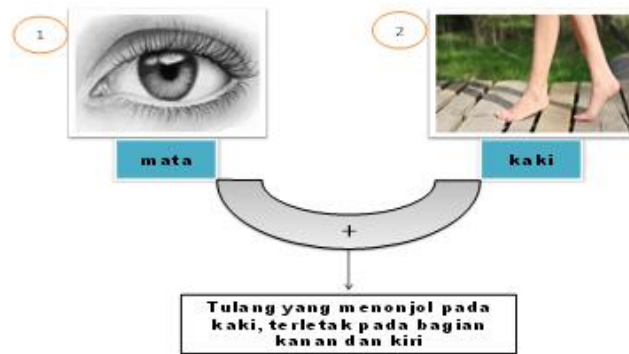 1
2
mata
kaki
+
Tulang yang menonjol pada
kaki, terletak pada bagian
kanan dan kiri